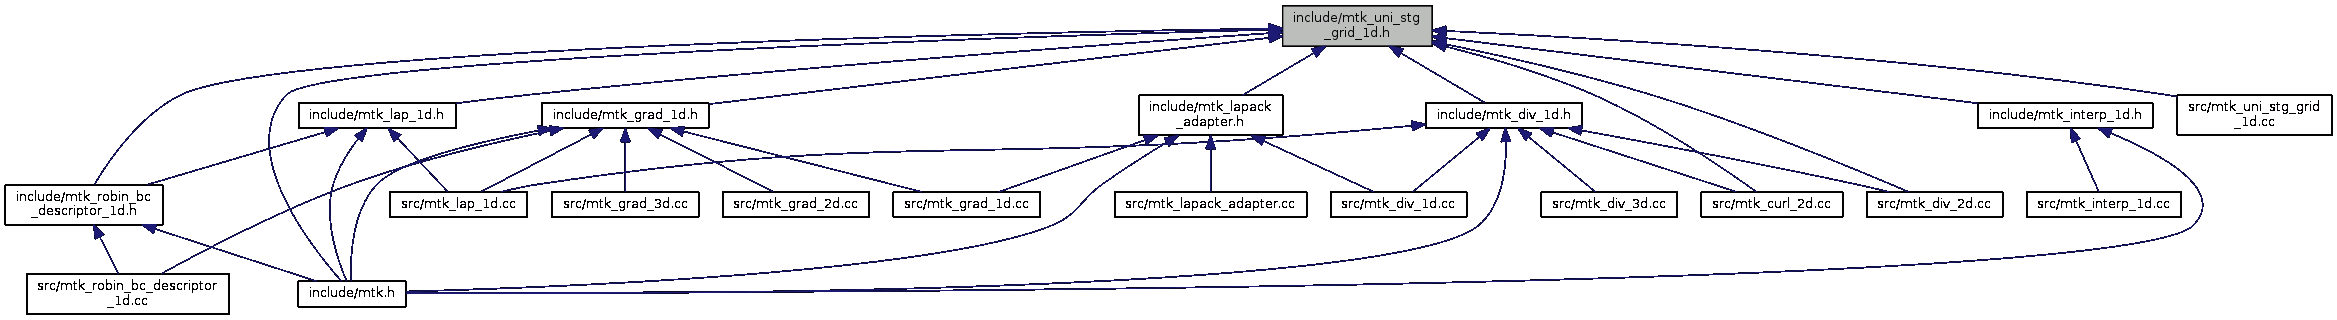 include/mtk_uni_stg
_grid_1d.h
include/mtk_lap_1d.h
include/mtk_grad_1d.h
include/mtk_lapack
_adapter.h
include/mtk_div_1d.h
include/mtk_interp_1d.h
src/mtk_uni_stg_grid
_1d.cc
include/mtk_robin_bc
_descriptor_1d.h
src/mtk_lap_1d.cc
src/mtk_grad_3d.cc
src/mtk_grad_2d.cc
src/mtk_grad_1d.cc
src/mtk_lapack_adapter.cc
src/mtk_div_1d.cc
src/mtk_div_3d.cc
src/mtk_curl_2d.cc
src/mtk_div_2d.cc
src/mtk_interp_1d.cc
src/mtk_robin_bc_descriptor
_1d.cc
include/mtk.h